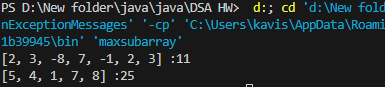 PS D:\New folder\java\java\DSA HW> d:; cd 'd:\New fold
nExceptionMessages' '-cp' 'C:\Users\kavis\AppData\Roami
1b39945\bin' 'maxsubarray'
[2, 3, -8, 7, -1, 2, 3] :11
[5, 4, 1, 7, 8] :25